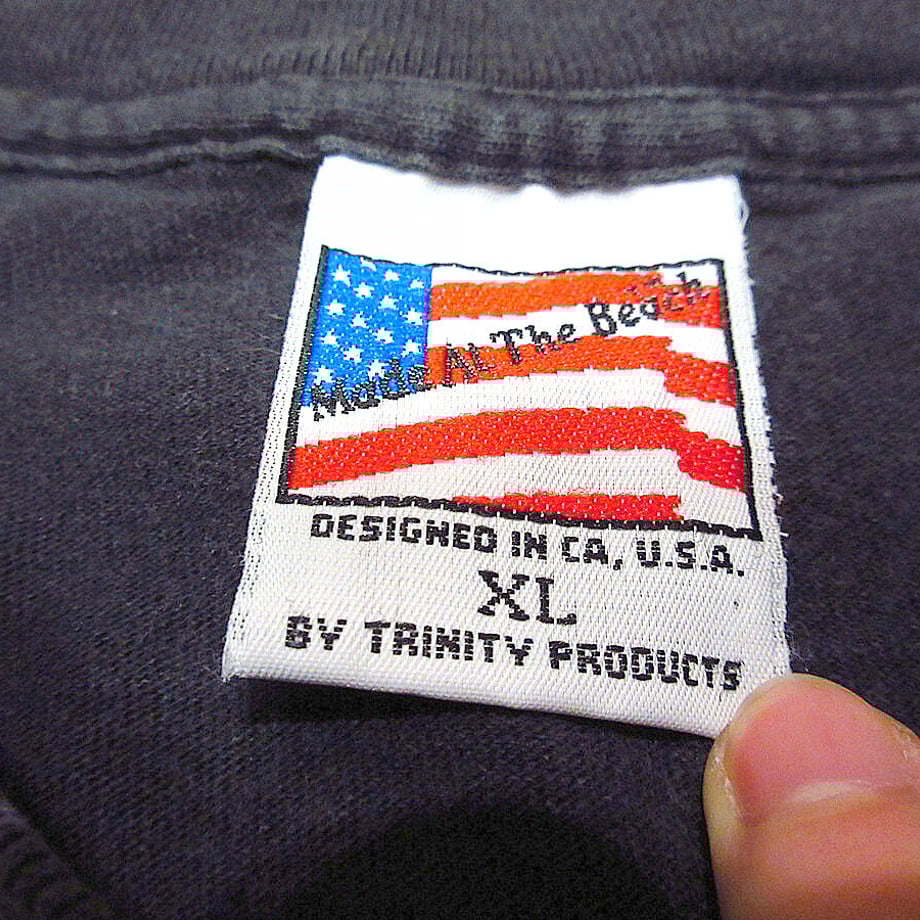 Made At The Beach
DESIGNED IN CA, U.S.A.
XL
BY TRINITY PRODUCTS